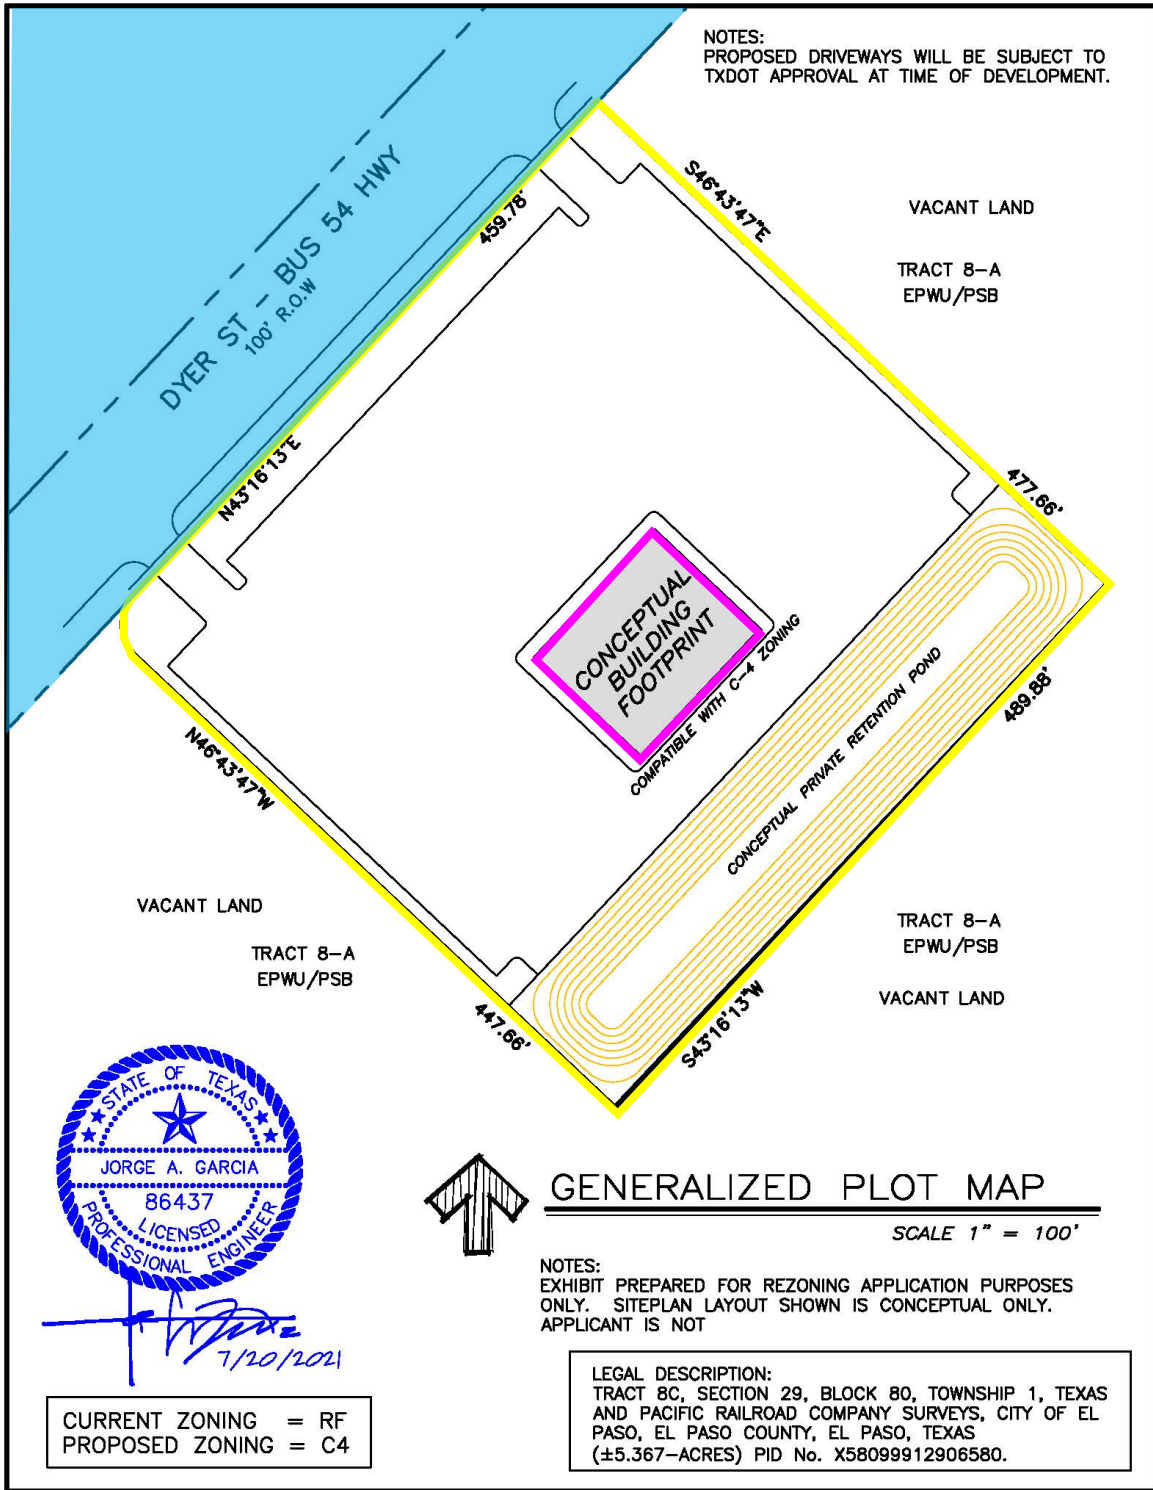 NOTES:
PROPOSED DRIVEWAYS WILL BE SUBJECT TO
TXDOT APPROVAL AT TIME OF DEVELOPMENT.
DYER ST - BUS 54 HWY
100' R.O.W
459.78'
N43°16'13"E
S46°43'47"E
VACANT LAND
TRACT 8-A
EPWU/PSB
477.66'
CONCEPTUAL
BUILDING
FOOTPRINT
COMPATIBLE WITH C-4 ZONING
CONCEPTUAL PRIVATE RETENTION POND
489.88'
N46°43'47"W
VACANT LAND
TRACT 8-A
EPWU/PSB
447.66'
S43°16'13"W
TRACT 8-A
EPWU/PSB
VACANT LAND
STATE OF TEXAS
JORGE A. GARCIA
86437
LICENSED
PROFESSIONAL ENGINEER
7/20/2021
GENERALIZED PLOT MAP
SCALE 1" = 100'
NOTES:
EXHIBIT PREPARED FOR REZONING APPLICATION PURPOSES
ONLY. SITEPLAN LAYOUT SHOWN IS CONCEPTUAL ONLY.
APPLICANT IS NOT
CURRENT ZONING = RF
PROPOSED ZONING = C4
LEGAL DESCRIPTION:
TRACT 8C, SECTION 29, BLOCK 80, TOWNSHIP 1, TEXAS
AND PACIFIC RAILROAD COMPANY SURVEYS, CITY OF EL
PASO, EL PASO COUNTY, EL PASO, TEXAS
(±5.367-ACRES) PID No. X58099912906580.